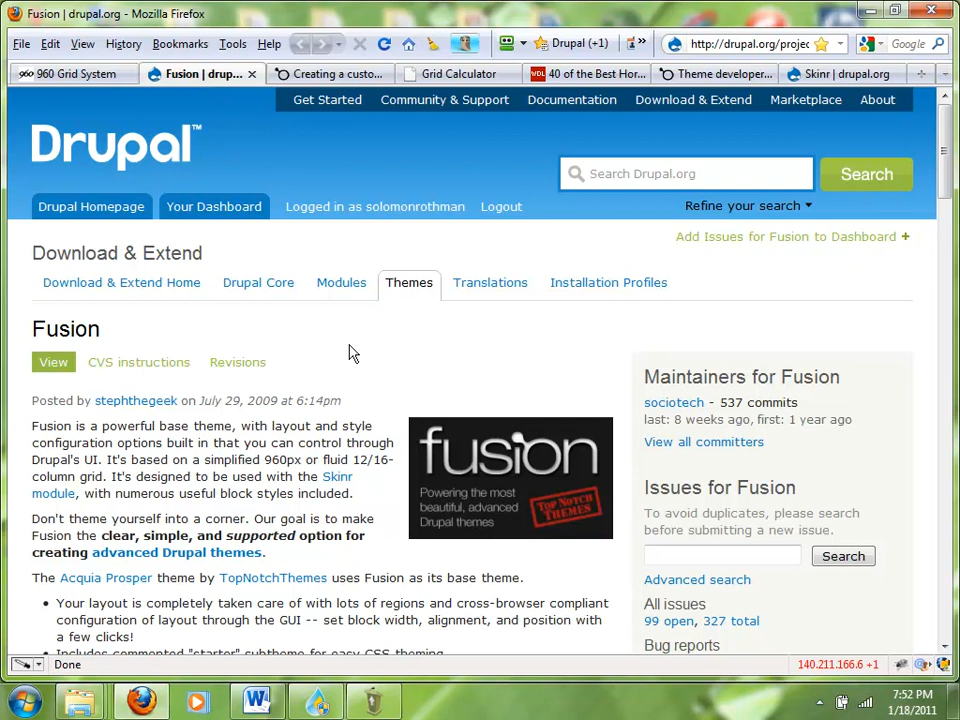 Fusion | drupal.org - Mozilla Firefox
File Edit View History Bookmarks Tools Help
Drupal (+1)
http://drupal.org/projec
Google
960 Grid System
Fusion | drup...
Creating a custo...
Grid Calculator
WDL 40 of the Best Hor...
Theme developer...
Skinr | drupal.org
Get Started Community & Support Documentation Download & Extend Marketplace About
Drupal™
Search Drupal.org
Search
Refine your search
Drupal Homepage Your Dashboard Logged in as solomonrothman Logout
Add Issues for Fusion to Dashboard +
Download & Extend
Download & Extend Home Drupal Core Modules Themes Translations Installation Profiles
Fusion
View CVS instructions Revisions
Posted by stephthegeek on July 29, 2009 at 6:14pm
Fusion is a powerful base theme, with layout and style
configuration options built in that you can control through
Drupal's UI. It's based on a simplified 960px or fluid 12/16-
column grid. It's designed to be used with the Skinr
module, with numerous useful block styles included.
Don't theme yourself into a corner. Our goal is to make
Fusion the clear, simple, and supported option for
creating advanced Drupal themes.
fusion
Powering the most
beautiful, advanced
Drupal themes
TOP NOTCH
THEMES
The Acquia Prosper theme by TopNotchThemes uses Fusion as its base theme.
• Your layout is completely taken care of with lots of regions and cross-browser compliant
configuration of layout through the GUI -- set block width, alignment, and position with
a few clicks!
• Includes commented "starter" subtheme for easy CSS theming
Maintainers for Fusion
sociotech - 537 commits
last: 8 weeks ago, first: 1 year ago
View all committers
Issues for Fusion
To avoid duplicates, please search
before submitting a new issue.
Search
Advanced search
All issues
99 open, 327 total
Bug reports
Done
140.211.166.6 +1
7:52 PM
1/18/2011